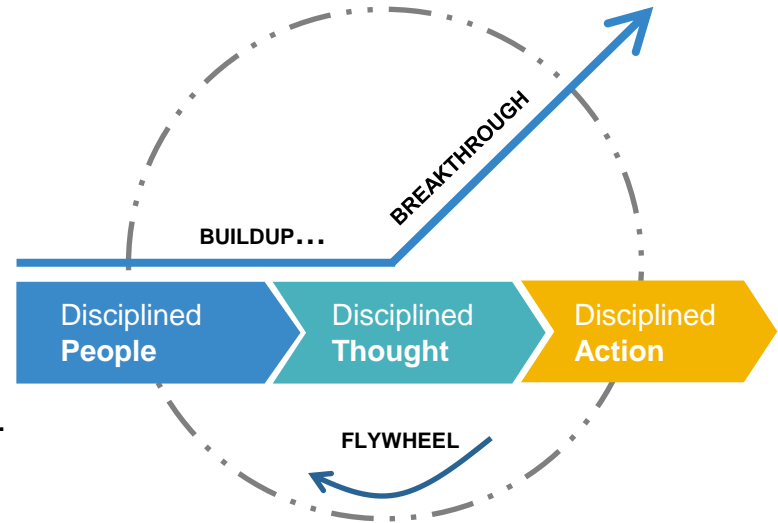 BREAKTHROUGH
BUILDUP...
Disciplined
People
Disciplined
Thought
Disciplined
Action
.
FLYWHEEL